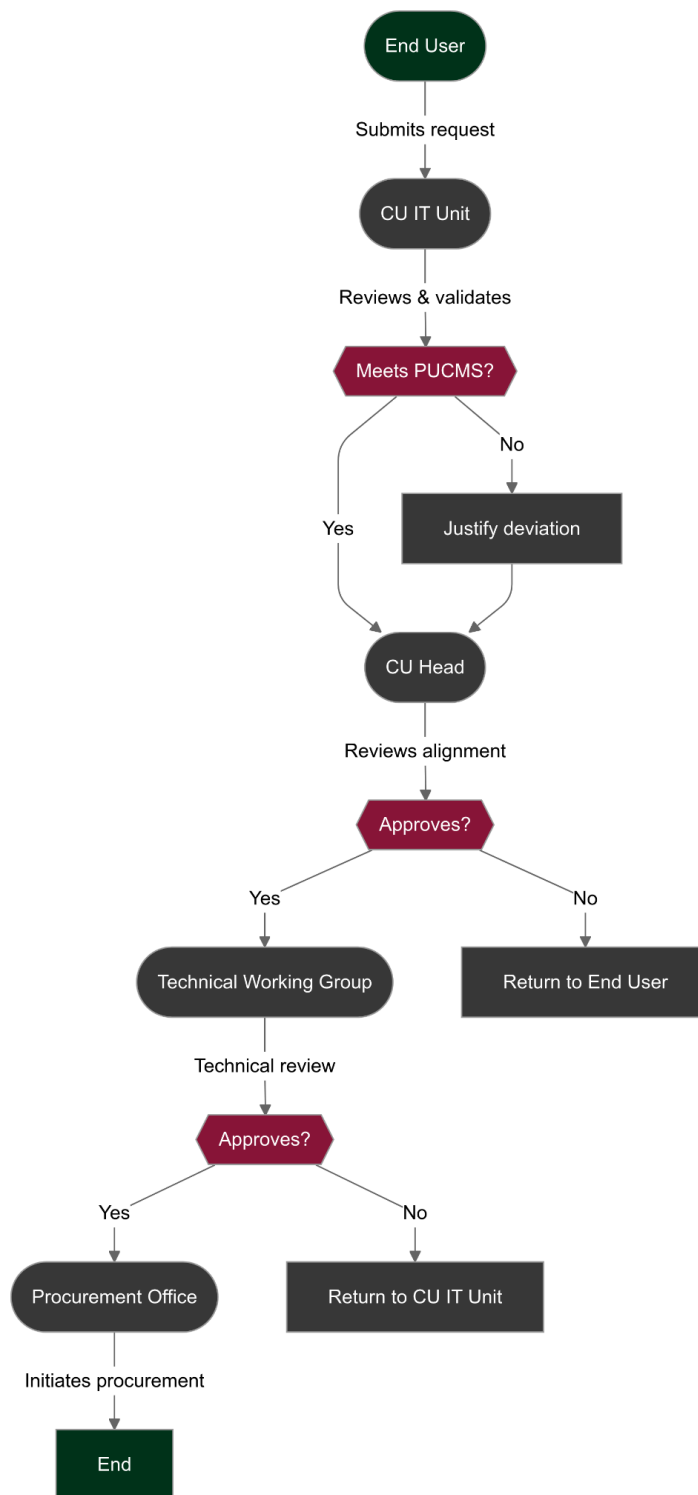 End User
Submits request
CU IT Unit
Reviews & validates
Meets PUCMS?
No
Yes
Justify deviation
CU Head
Reviews alignment
Approves?
Yes
No
Technical Working Group
Return to End User
Technical review
Approves?
Yes
No
Procurement Office
Return to CU IT Unit
Initiates procurement
End